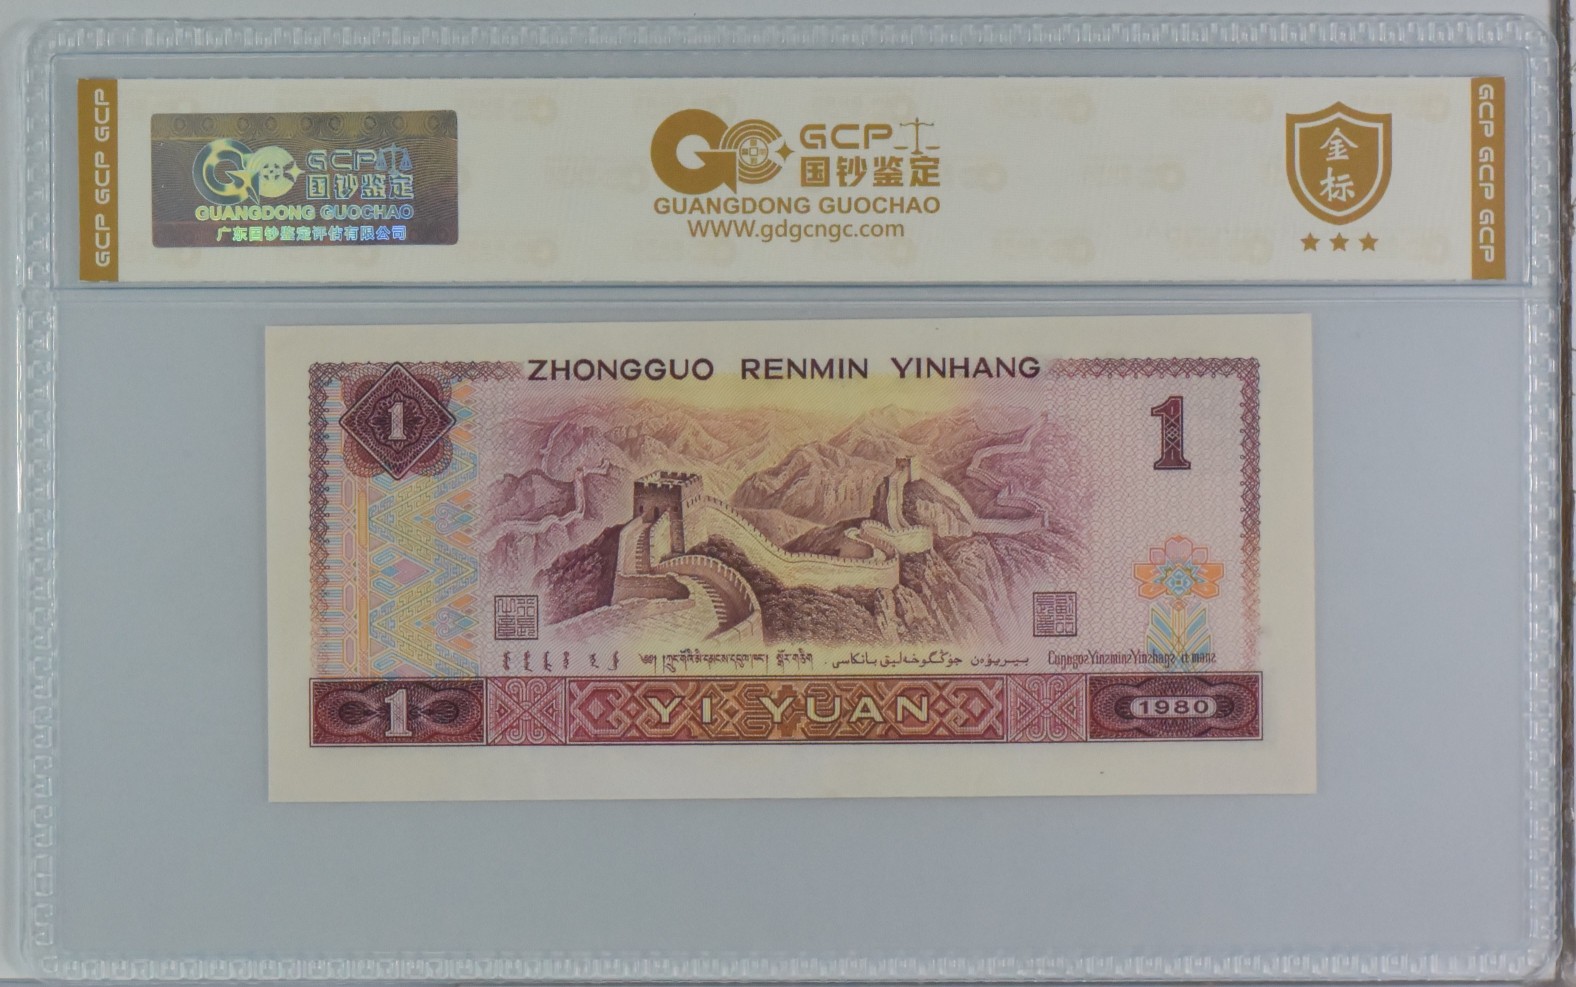 GCP GCP GCP
GCP
国钞鉴定
GUANGDONG GUOCHAO
广东国钞鉴定评估有限公司
GCP
国钞鉴定
GUANGDONG GUOCHAO
WWW.gdgcngc.com
金标
GCP GCP GCP
ZHONGGUO RENMIN YINHANG
1
1
YI YUAN
1
1980